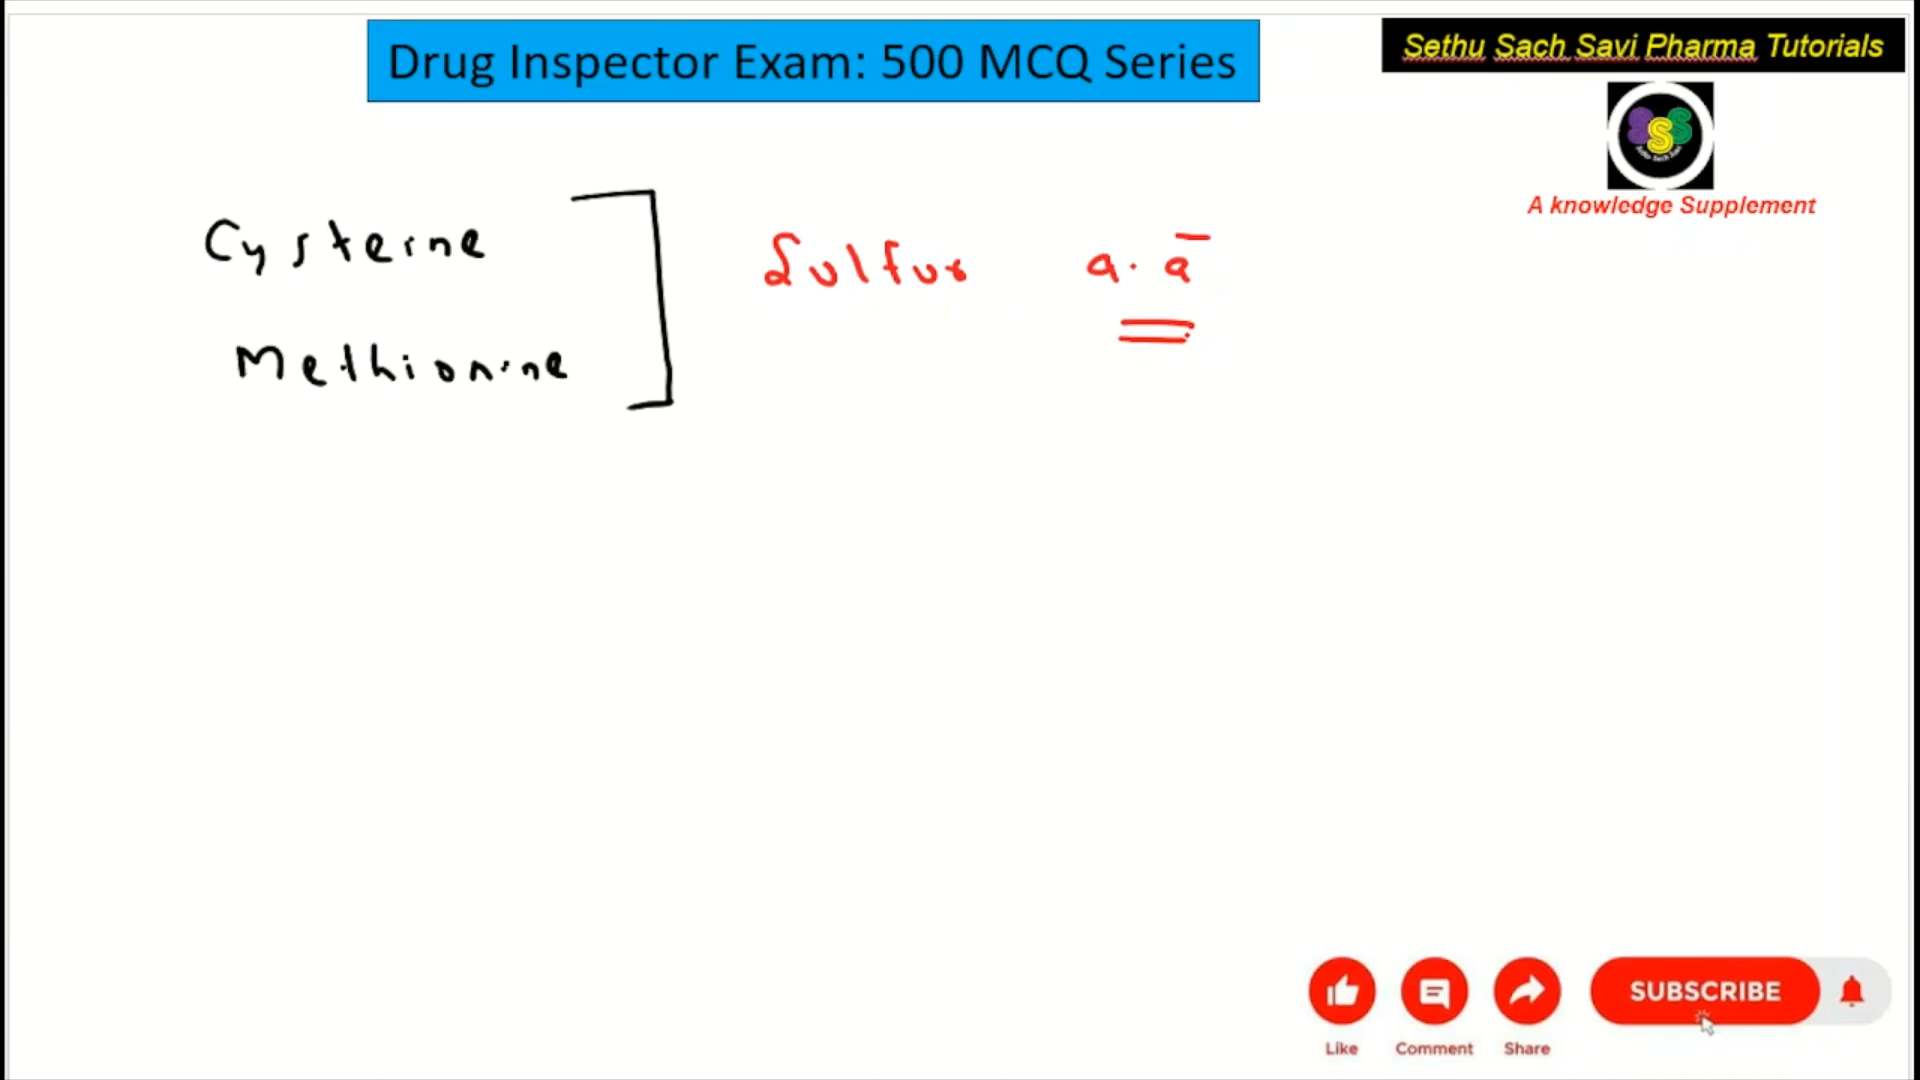 Drug Inspector Exam: 500 MCQ Series
Sethu Sach Savi Pharma Tutorials
SSS
A knowledge Supplement
Cysteine
Methionine
Sulfur a.a
SUBSCRIBE
Like Comment Share